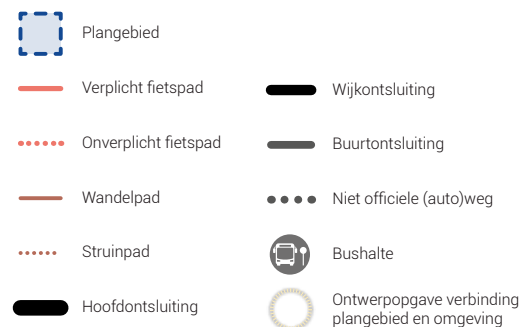 Plangebied
Verplicht fietspad
Onverplicht fietspad
Wandelpad
Struinpad
Hoofdontsluiting
Wijkontsluiting
Buurtontsluiting
Niet officiele (auto)weg
Bushalte
Ontwerpopgave verbinding
plangebied en omgeving